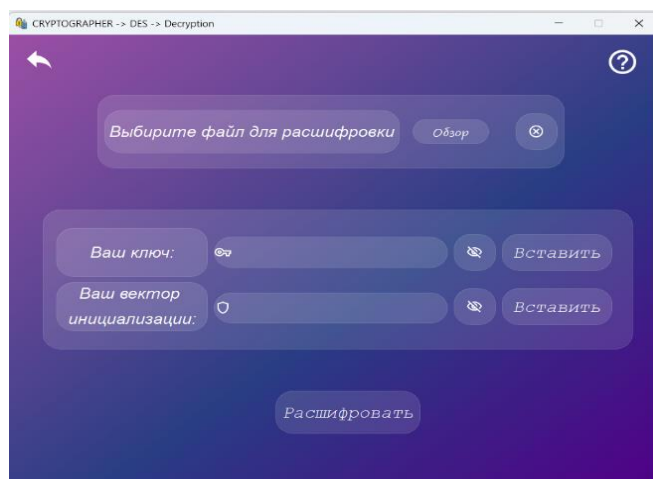 CRYPTOGRAPHER -> DES -> Decryption
Выбирите файл для расшифровки
Обзор
Ваш ключ:
Вставить
Ваш вектор
инициализации:
Вставить
Расшифровать